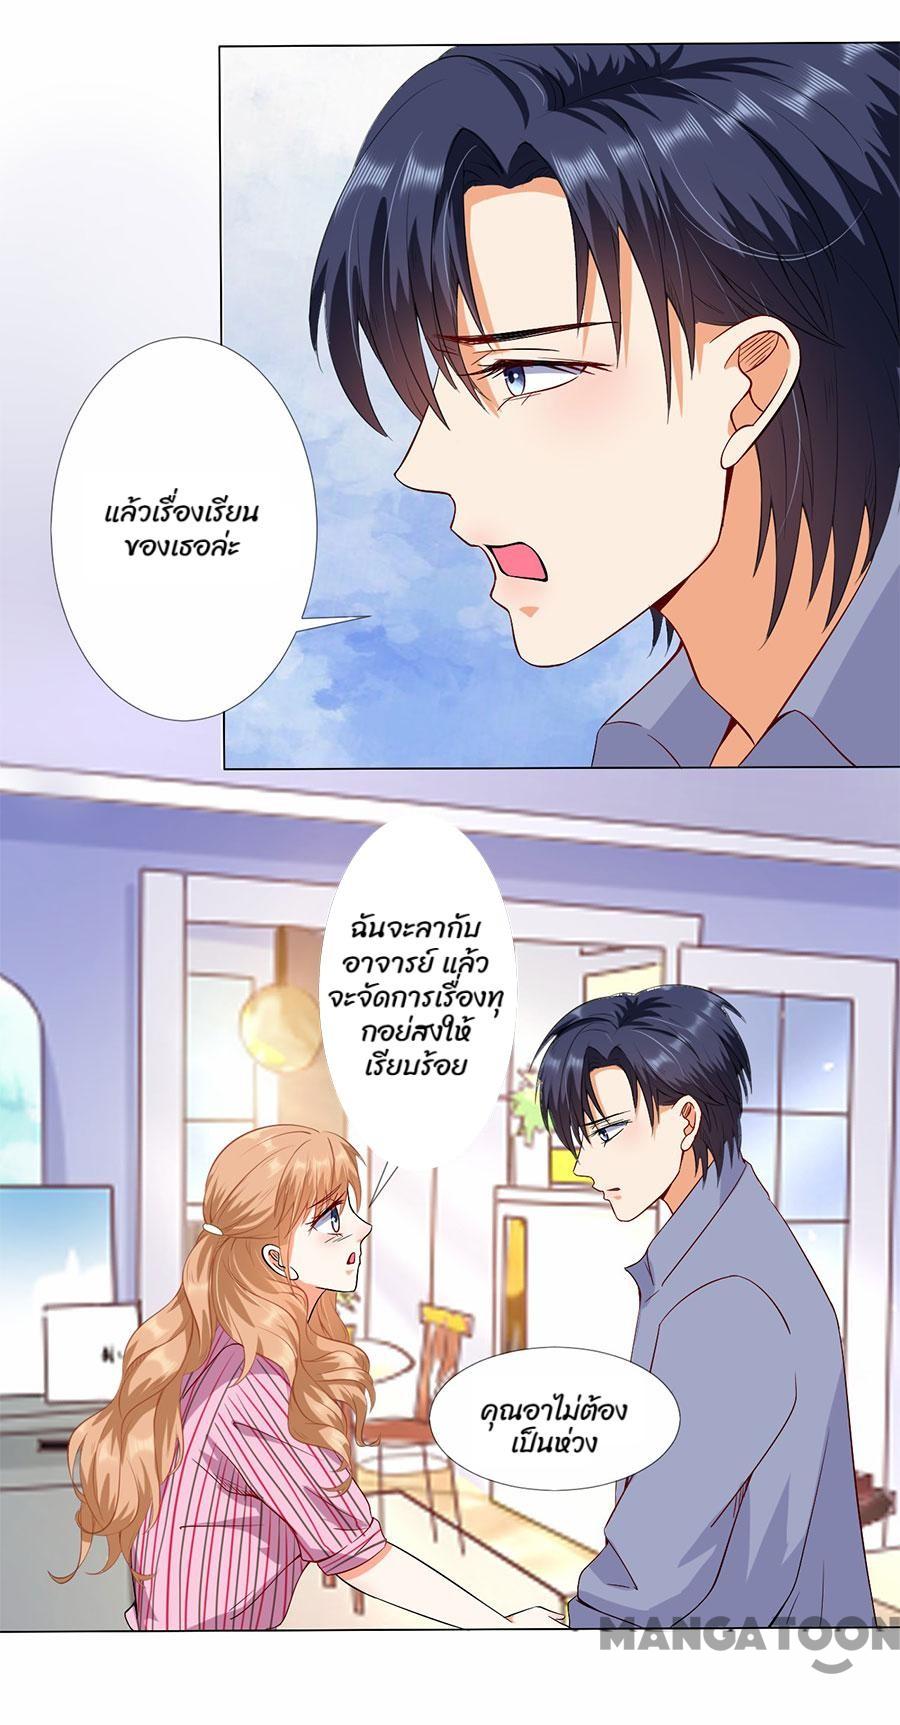 แล้วเรื่องเรียน
ของเธอล่ะ
ฉันจะลากับ
อาจารย์ แล้ว
จะจัดการเรื่องทุ
กอย่สงให้
เรียบร้อย
คุณอาไม่ต้อง
เป็นห่วง
MANGATOON